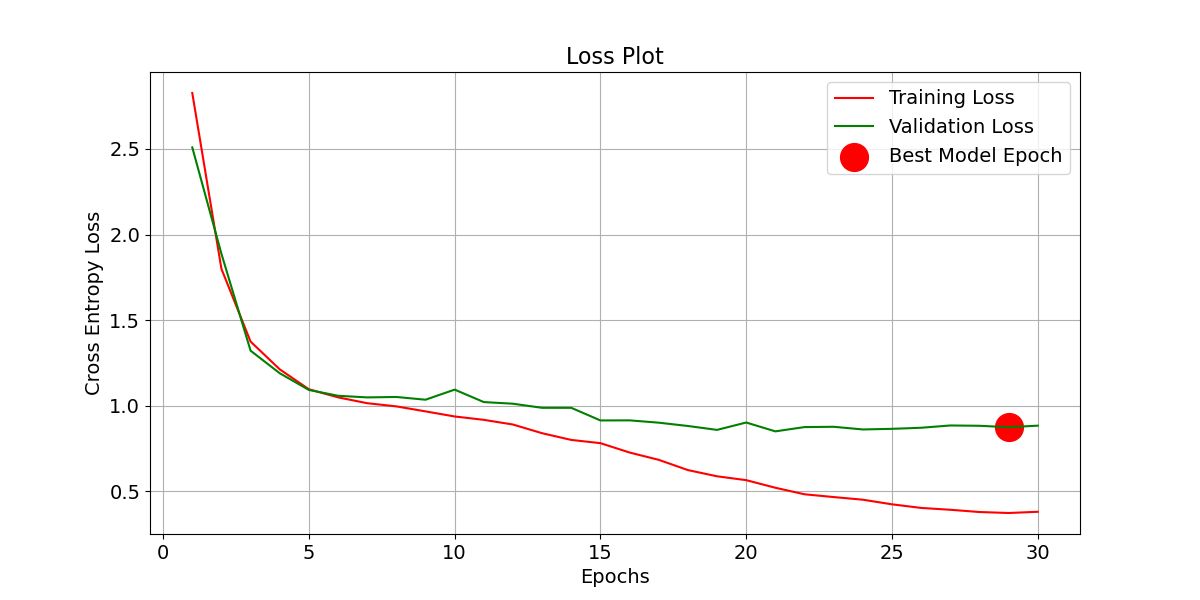 Loss Plot
Training Loss
Validation Loss
Best Model Epoch
Cross Entropy Loss
2.5
2.0
1.5
1.0
0.5
0 5 10 15 20 25 30
Epochs